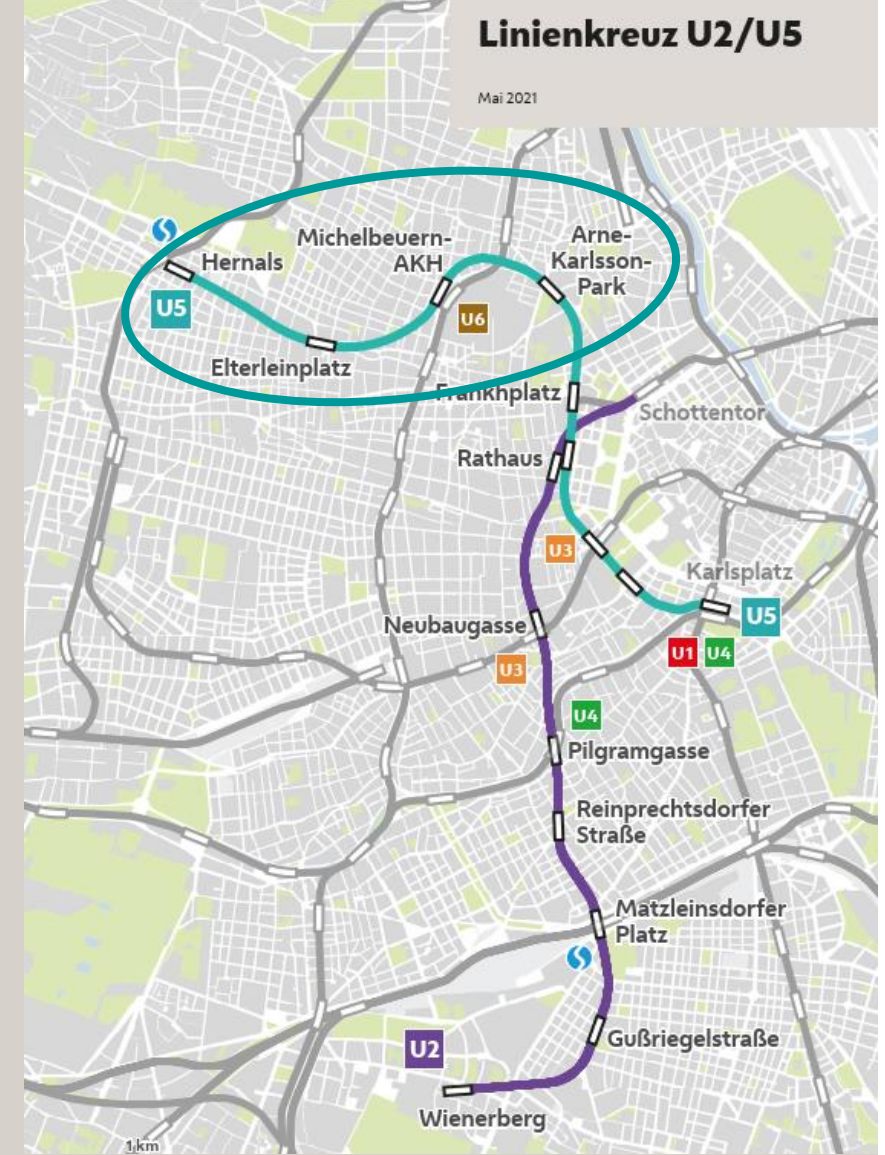 Linienkreuz U2/U5
Mai 2021
Michelbeuern-
AKH
Arne-
Karlsson-
Park
Hernals
U5
U6
Elterleinplatz
Frankhplatz
Schottentor
Rathaus
U3
Karlsplatz
U5
Neubaugasse
U1
U4
U3
U4
Pilgramgasse
Reinprechtsdorfer
Straße
Matzleinsdorfer
Platz
Gußriegelstraße
U2
Wienerberg
1 km